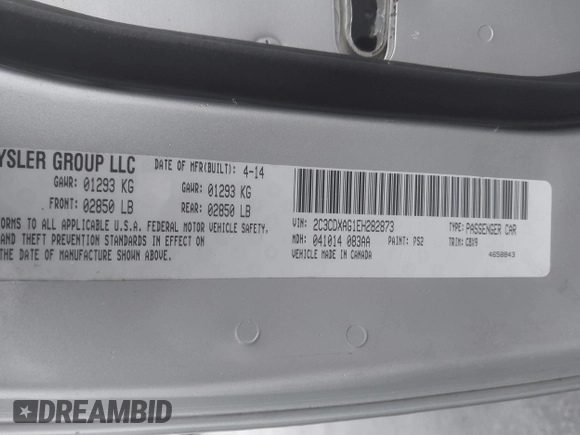 YSLER GROUP LLC
DATE OF MFR(BUILT): 4-14
GAWR: 01293 KG
GAWR: 01293 KG
FRONT: 02850 LB
REAR: 02850 LB
FORMS TO ALL APPLICABLE U.S.A. FEDERAL MOTOR VEHICLE SAFETY,
AND THEFT PREVENTION STANDARDS IN EFFECT ON
THE DATE OF MANUFACTURE SHOWN ABOVE.
VIN: 2C3CDXAG1EH282873
TYPE: PASSENGER CAR
MDH: 041014 083AA
PAINT: PS2
TRIM: CBX9
VEHICLE MADE IN CANADA
4658843
DREAMBID